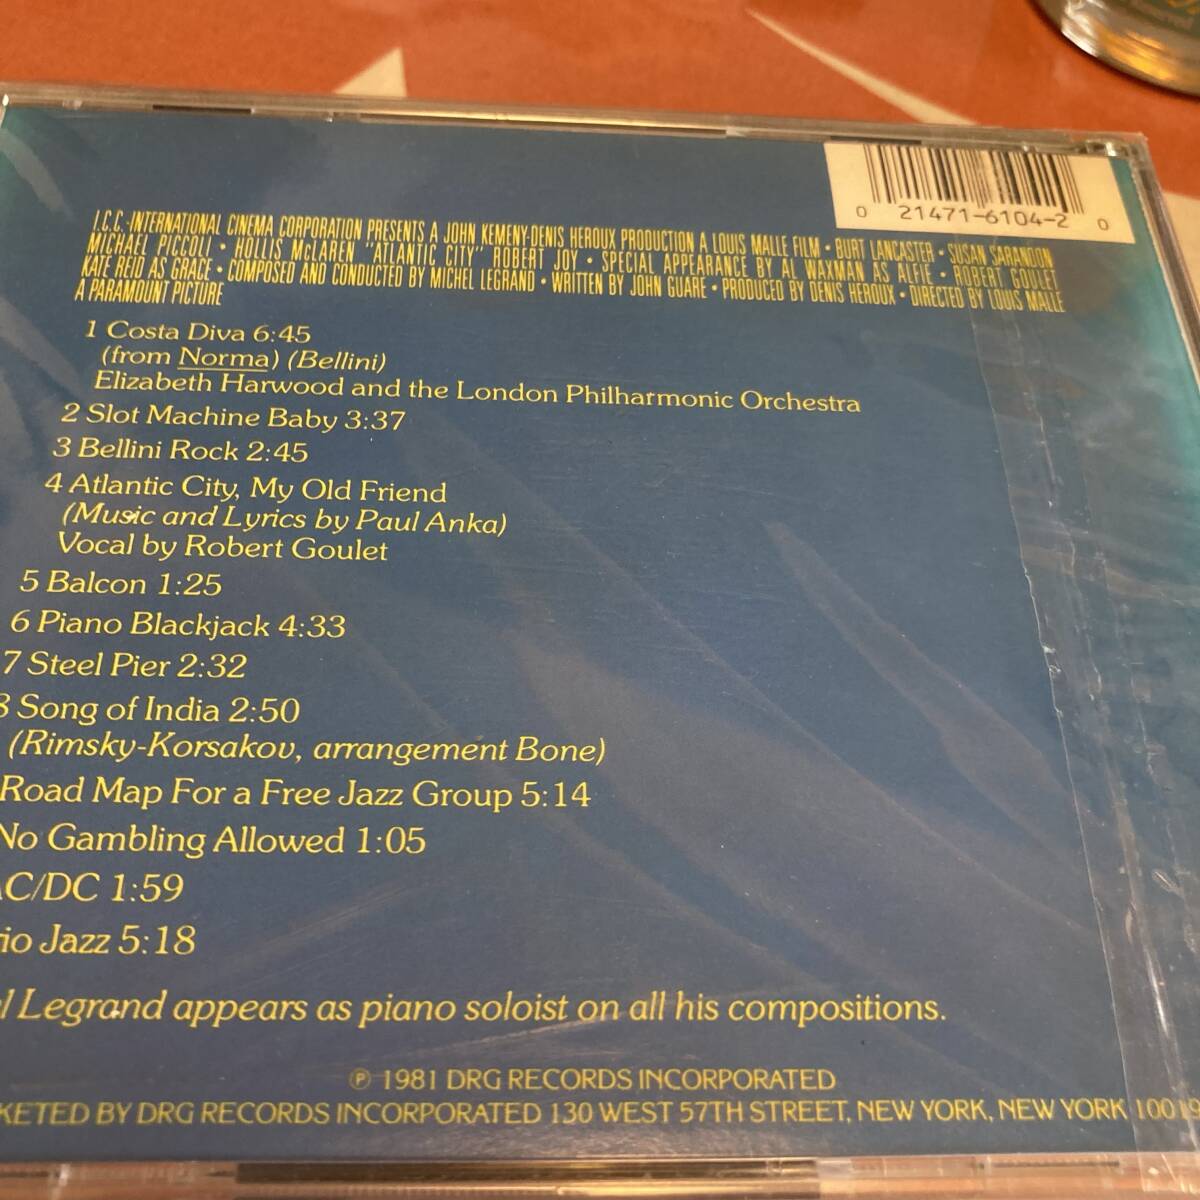 I.C.C.-INTERNATIONAL CINEMA CORPORATION PRESENTS A JOHN KEMENY-DENIS HEROUX PRODUCTION A LOUIS MALLE FILM • BURT LANCASTER • SUSAN SARANDON
MICHAEL PICCOLI • HOLLIS McLAREN "ATLANTIC CITY" ROBERT JOY • SPECIAL APPEARANCE BY AL WAXMAN AS ALFIE • ROBERT GOULET
KATE REID AS GRACE • COMPOSED AND CONDUCTED BY MICHEL LEGRAND • WRITTEN BY JOHN GUARE • PRODUCED BY DENIS HEROUX • DIRECTED BY LOUIS MALLE
A PARAMOUNT PICTURE
0 21471-6104-2 0
1 Costa Diva 6:45
(from Norma) (Bellini)
Elizabeth Harwood and the London Philharmonic Orchestra
2 Slot Machine Baby 3:37
3 Bellini Rock 2:45
4 Atlantic City, My Old Friend
(Music and Lyrics by Paul Anka)
Vocal by Robert Goulet
5 Balcon 1:25
6 Piano Blackjack 4:33
7 Steel Pier 2:32
8 Song of India 2:50
(Rimsky-Korsakov, arrangement Bone)
Road Map For a Free Jazz Group 5:14
No Gambling Allowed 1:05
AC/DC 1:59
io Jazz 5:18
l Legrand appears as piano soloist on all his compositions.
℗ 1981 DRG RECORDS INCORPORATED
KETED BY DRG RECORDS INCORPORATED 130 WEST 57TH STREET, NEW YORK, NEW YORK 10019